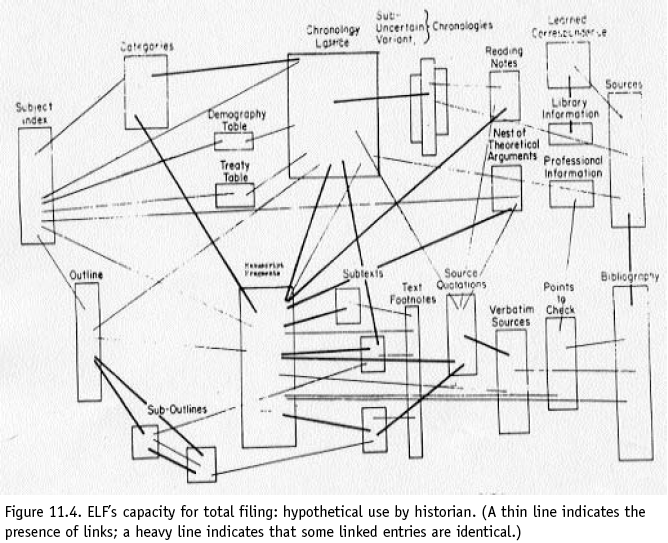 Categories
Chronology
Lattice
Sub-
Uncertain
Variant,
Chronologies
Reading
Notes
Learned
Correspondence
Sources
Subject
Index
Demography
Table
Treaty
Table
Library
Information
Nest of
Theoretical
Arguments
Professional
Information
Outline
Manuscript
Fragments
Subtexts
Text
Footnotes
Source
Quotations
Verbatim
Sources
Points
to
Check
Bibliography
Sub-Outlines
Figure 11.4. ELF's capacity for total filing: hypothetical use by historian. (A thin line indicates the
presence of links; a heavy line indicates that some linked entries are identical.)